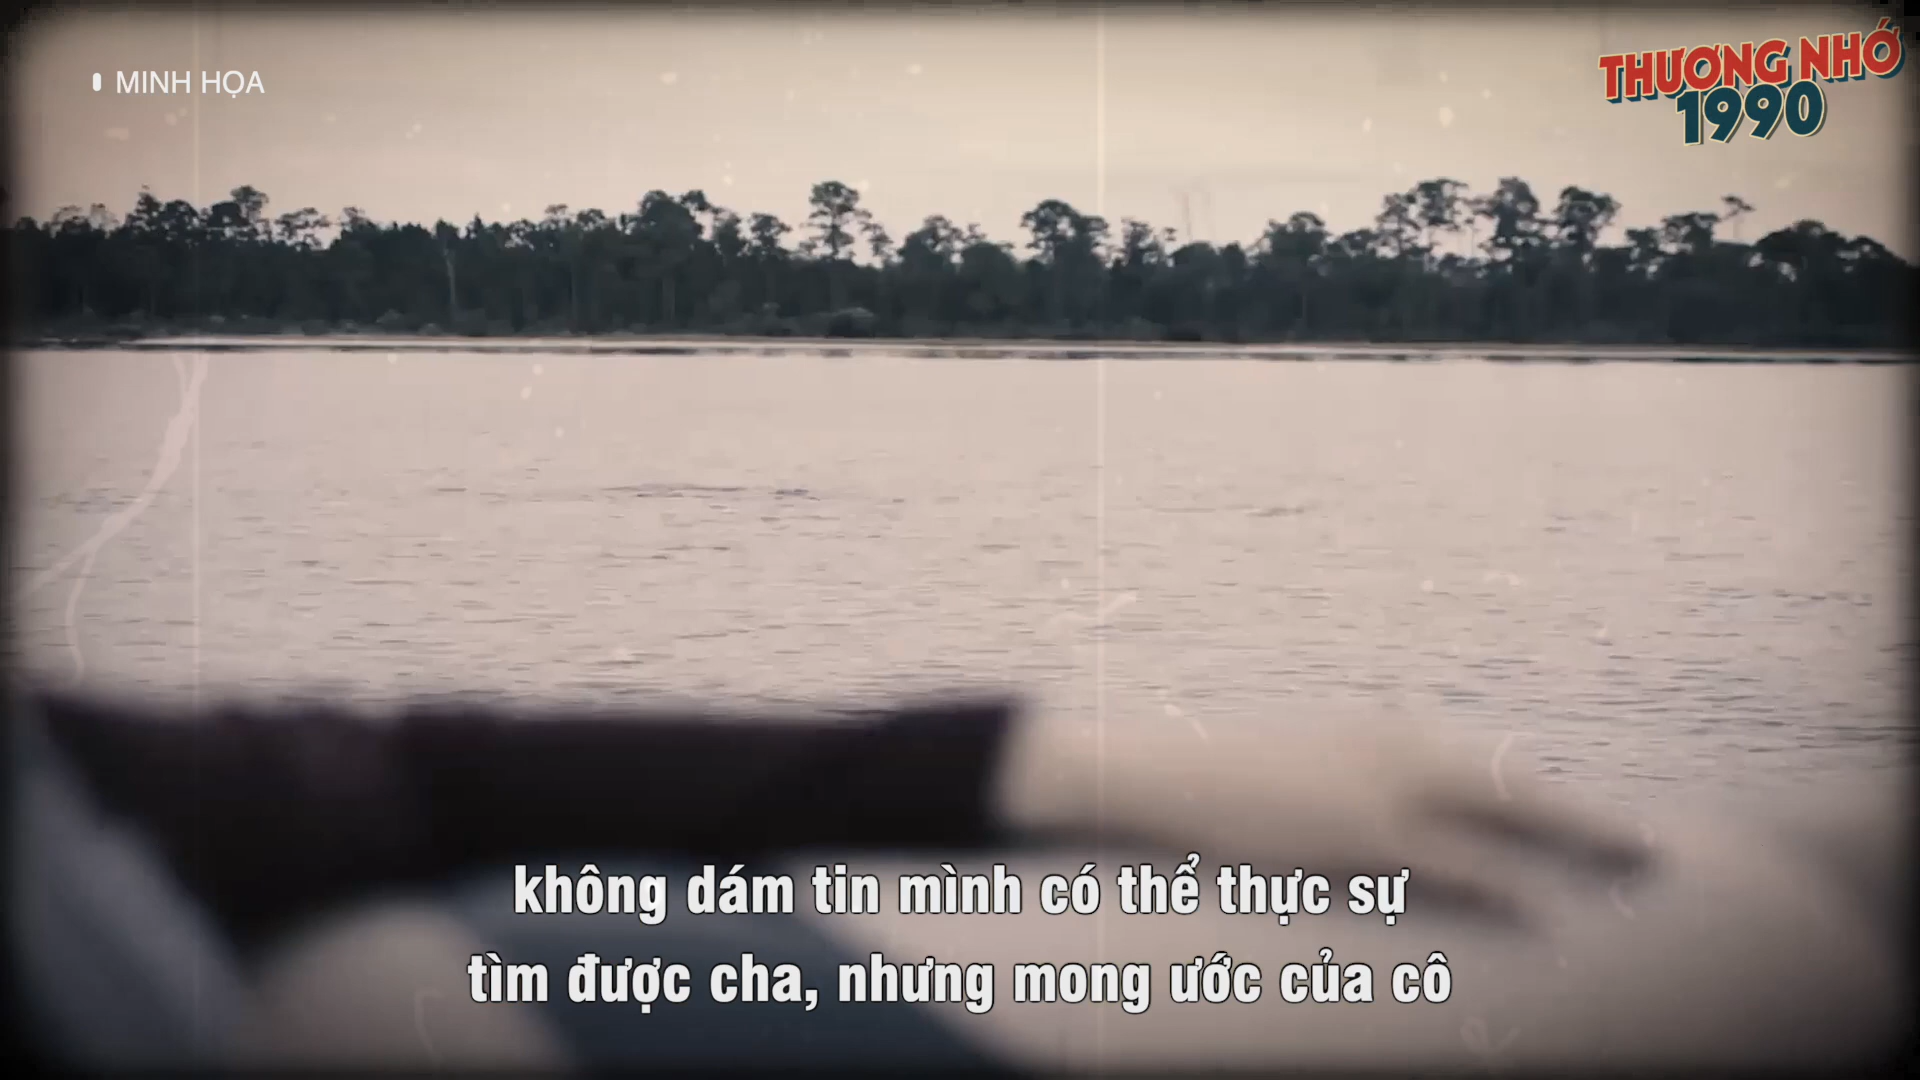 MINH HỌA
THƯƠNG NHỚ
1990
không dám tin mình có thể thực sự
tìm được cha, nhưng mong ước của cô